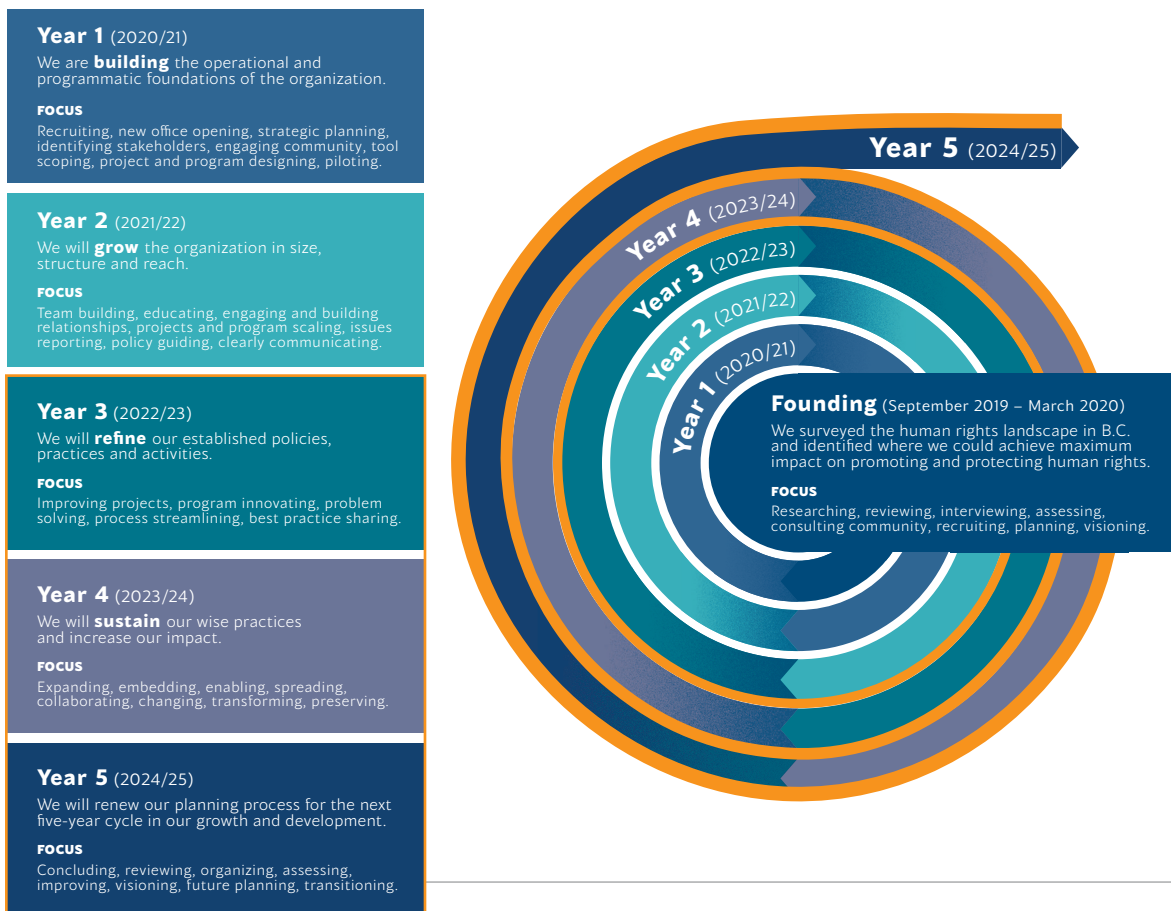 Year 1 (2020/21)
We are building the operational and
programmatic foundations of the organization.
FOCUS
Recruiting, new office opening, strategic planning,
identifying stakeholders, engaging community, tool
scoping, project and program designing, piloting.
Year 2 (2021/22)
We will grow the organization in size,
structure and reach.
FOCUS
Team building, educating, engaging and building
relationships, projects and program scaling, issues
reporting, policy guiding, clearly communicating.
Year 3 (2022/23)
We will refine our established policies,
practices and activities.
FOCUS
Improving projects, program innovating, problem
solving, process streamlining, best practice sharing.
Year 4 (2023/24)
We will sustain our wise practices
and increase our impact.
FOCUS
Expanding, embedding, enabling, spreading,
collaborating, changing, transforming, preserving.
Year 5 (2024/25)
We will renew our planning process for the next
five-year cycle in our growth and development.
FOCUS
Concluding, reviewing, organizing, assessing,
improving, visioning, future planning, transitioning.
Year 5 (2024/25)
Year 4 (2023/24)
Year 3 (2022/23)
Year 2 (2021/22)
Year 1 (2020/21)
Founding (September 2019 – March 2020)
We surveyed the human rights landscape in B.C.
and identified where we could achieve maximum
impact on promoting and protecting human rights.
FOCUS
Researching, reviewing, interviewing, assessing,
consulting community, recruiting, planning, visioning.